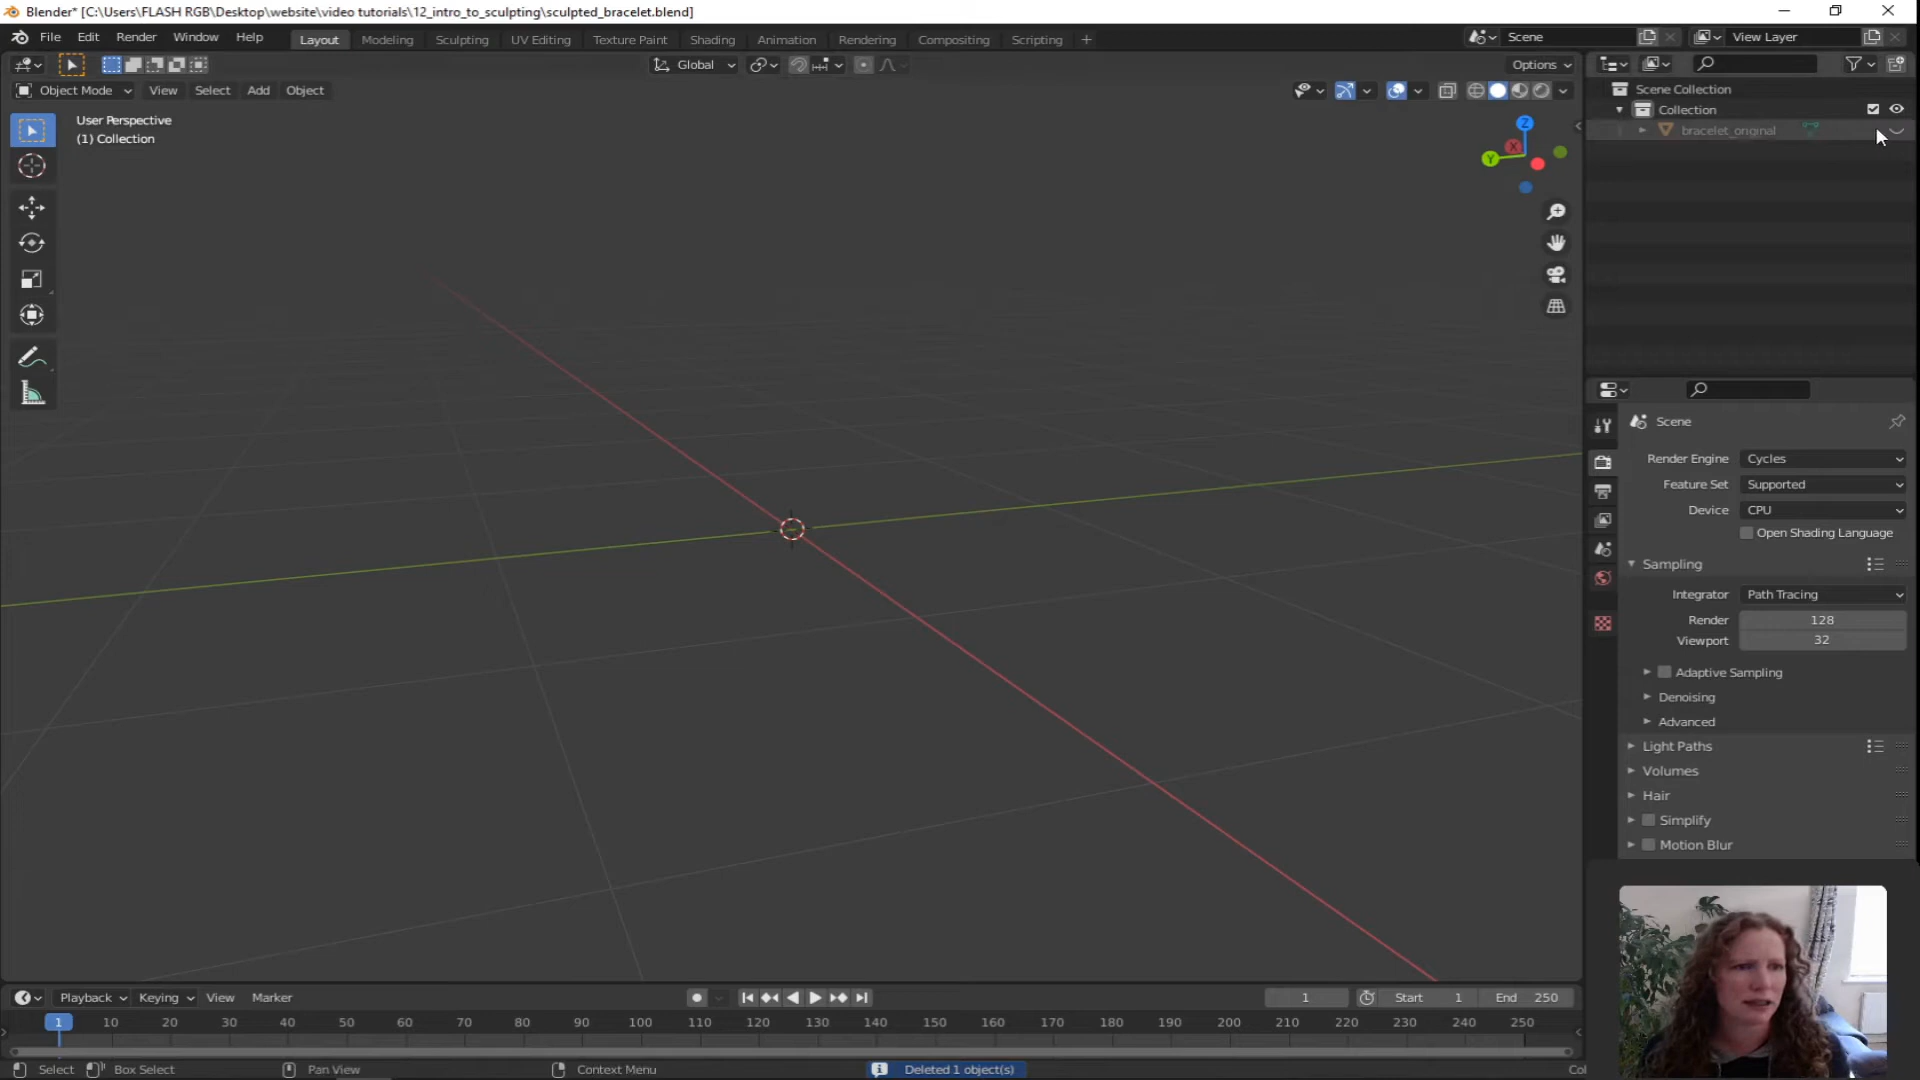 Blender* [C:\Users\FLASH RGB\Desktop\website\video tutorials\12_intro_to_sculpting\sculpted_bracelet.blend]
File Edit Render Window Help Layout Modeling Sculpting UV Editing Texture Paint Shading Animation Rendering Compositing Scripting + Scene View Layer
Global Options
Object Mode View Select Add Object
Scene Collection
Collection
bracelet_original
User Perspective
(1) Collection
Z
X
Y
Scene
Render Engine Cycles
Feature Set Supported
Device CPU
Open Shading Language
Sampling
Integrator Path Tracing
Render 128
Viewport 32
Adaptive Sampling
Denoising
Advanced
Light Paths
Volumes
Hair
Simplify
Motion Blur
Playback Keying View Marker 1 Start 1 End 250
1 10 20 30 40 50 60 70 80 90 100 110 120 130 140 150 160 170 180 190 200 210 220 230 240 250
Select Box Select Pan View Context Menu Deleted 1 object(s) Col